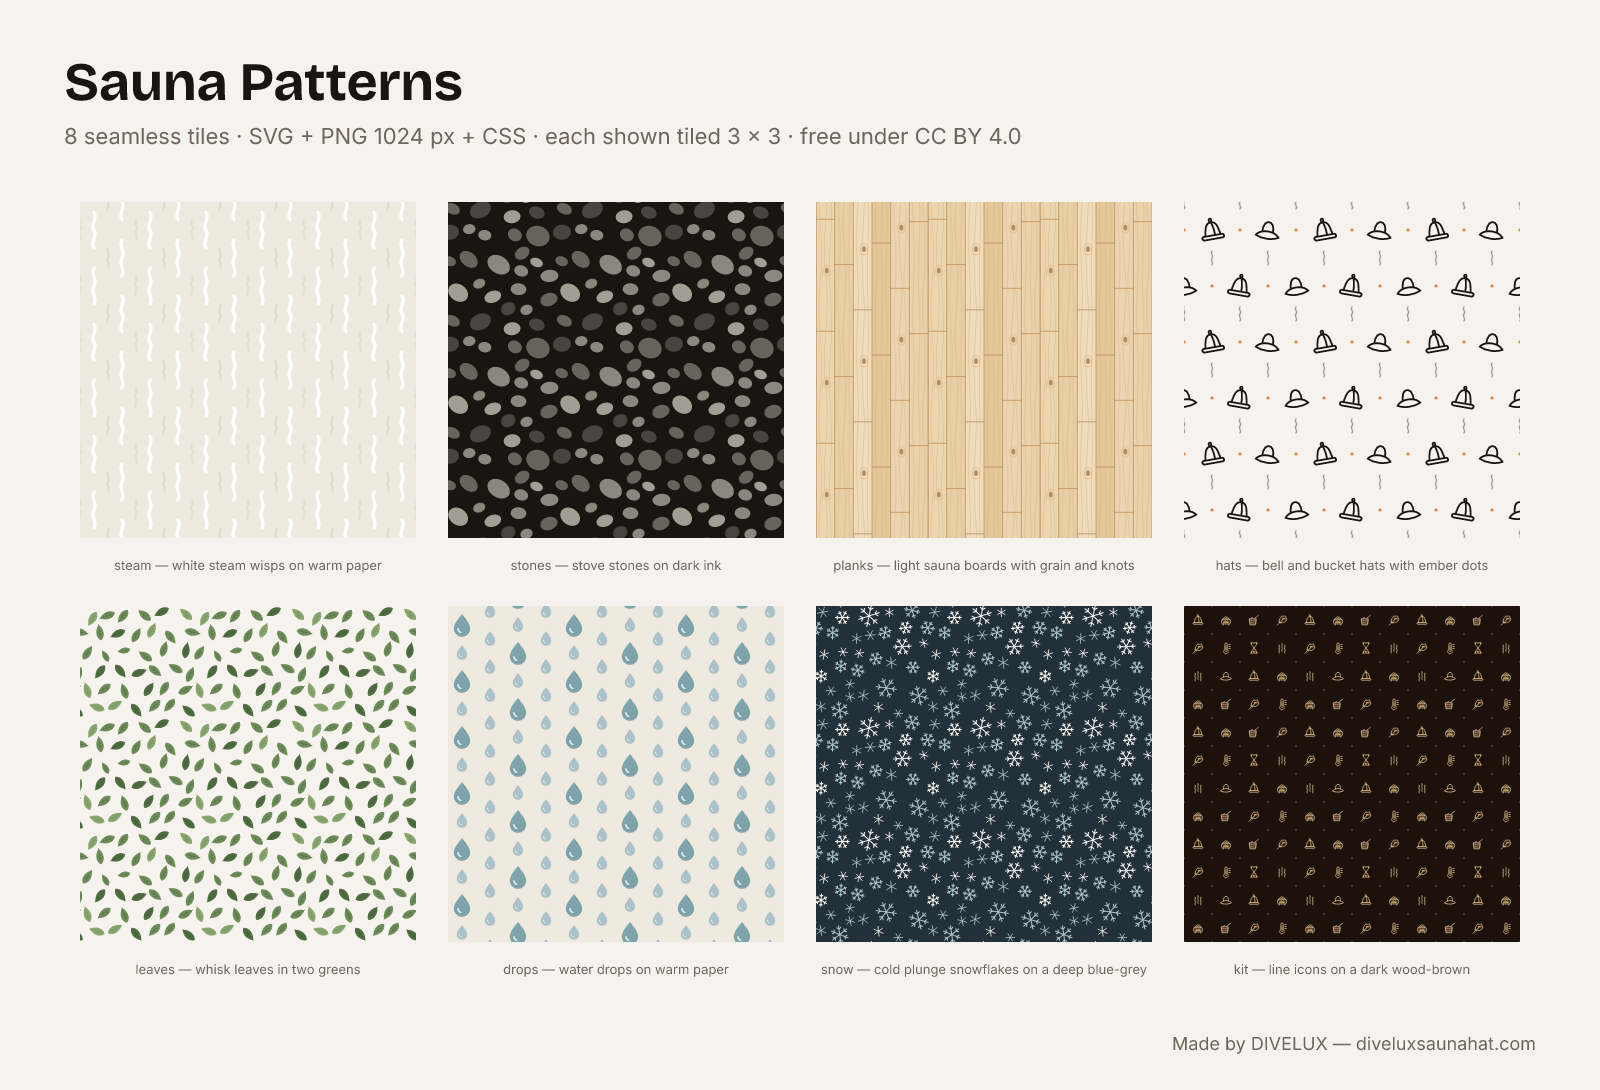 Sauna Patterns
8 seamless tiles · SVG + PNG 1024 px + CSS · each shown tiled 3 × 3 · free under CC BY 4.0
steam — white steam wisps on warm paper
stones — stove stones on dark ink
planks — light sauna boards with grain and knots
hats — bell and bucket hats with ember dots
leaves — whisk leaves in two greens
drops — water drops on warm paper
snow — cold plunge snowflakes on a deep blue-grey
kit — line icons on a dark wood-brown
Made by DIVELUX — diveluxsaunahat.com